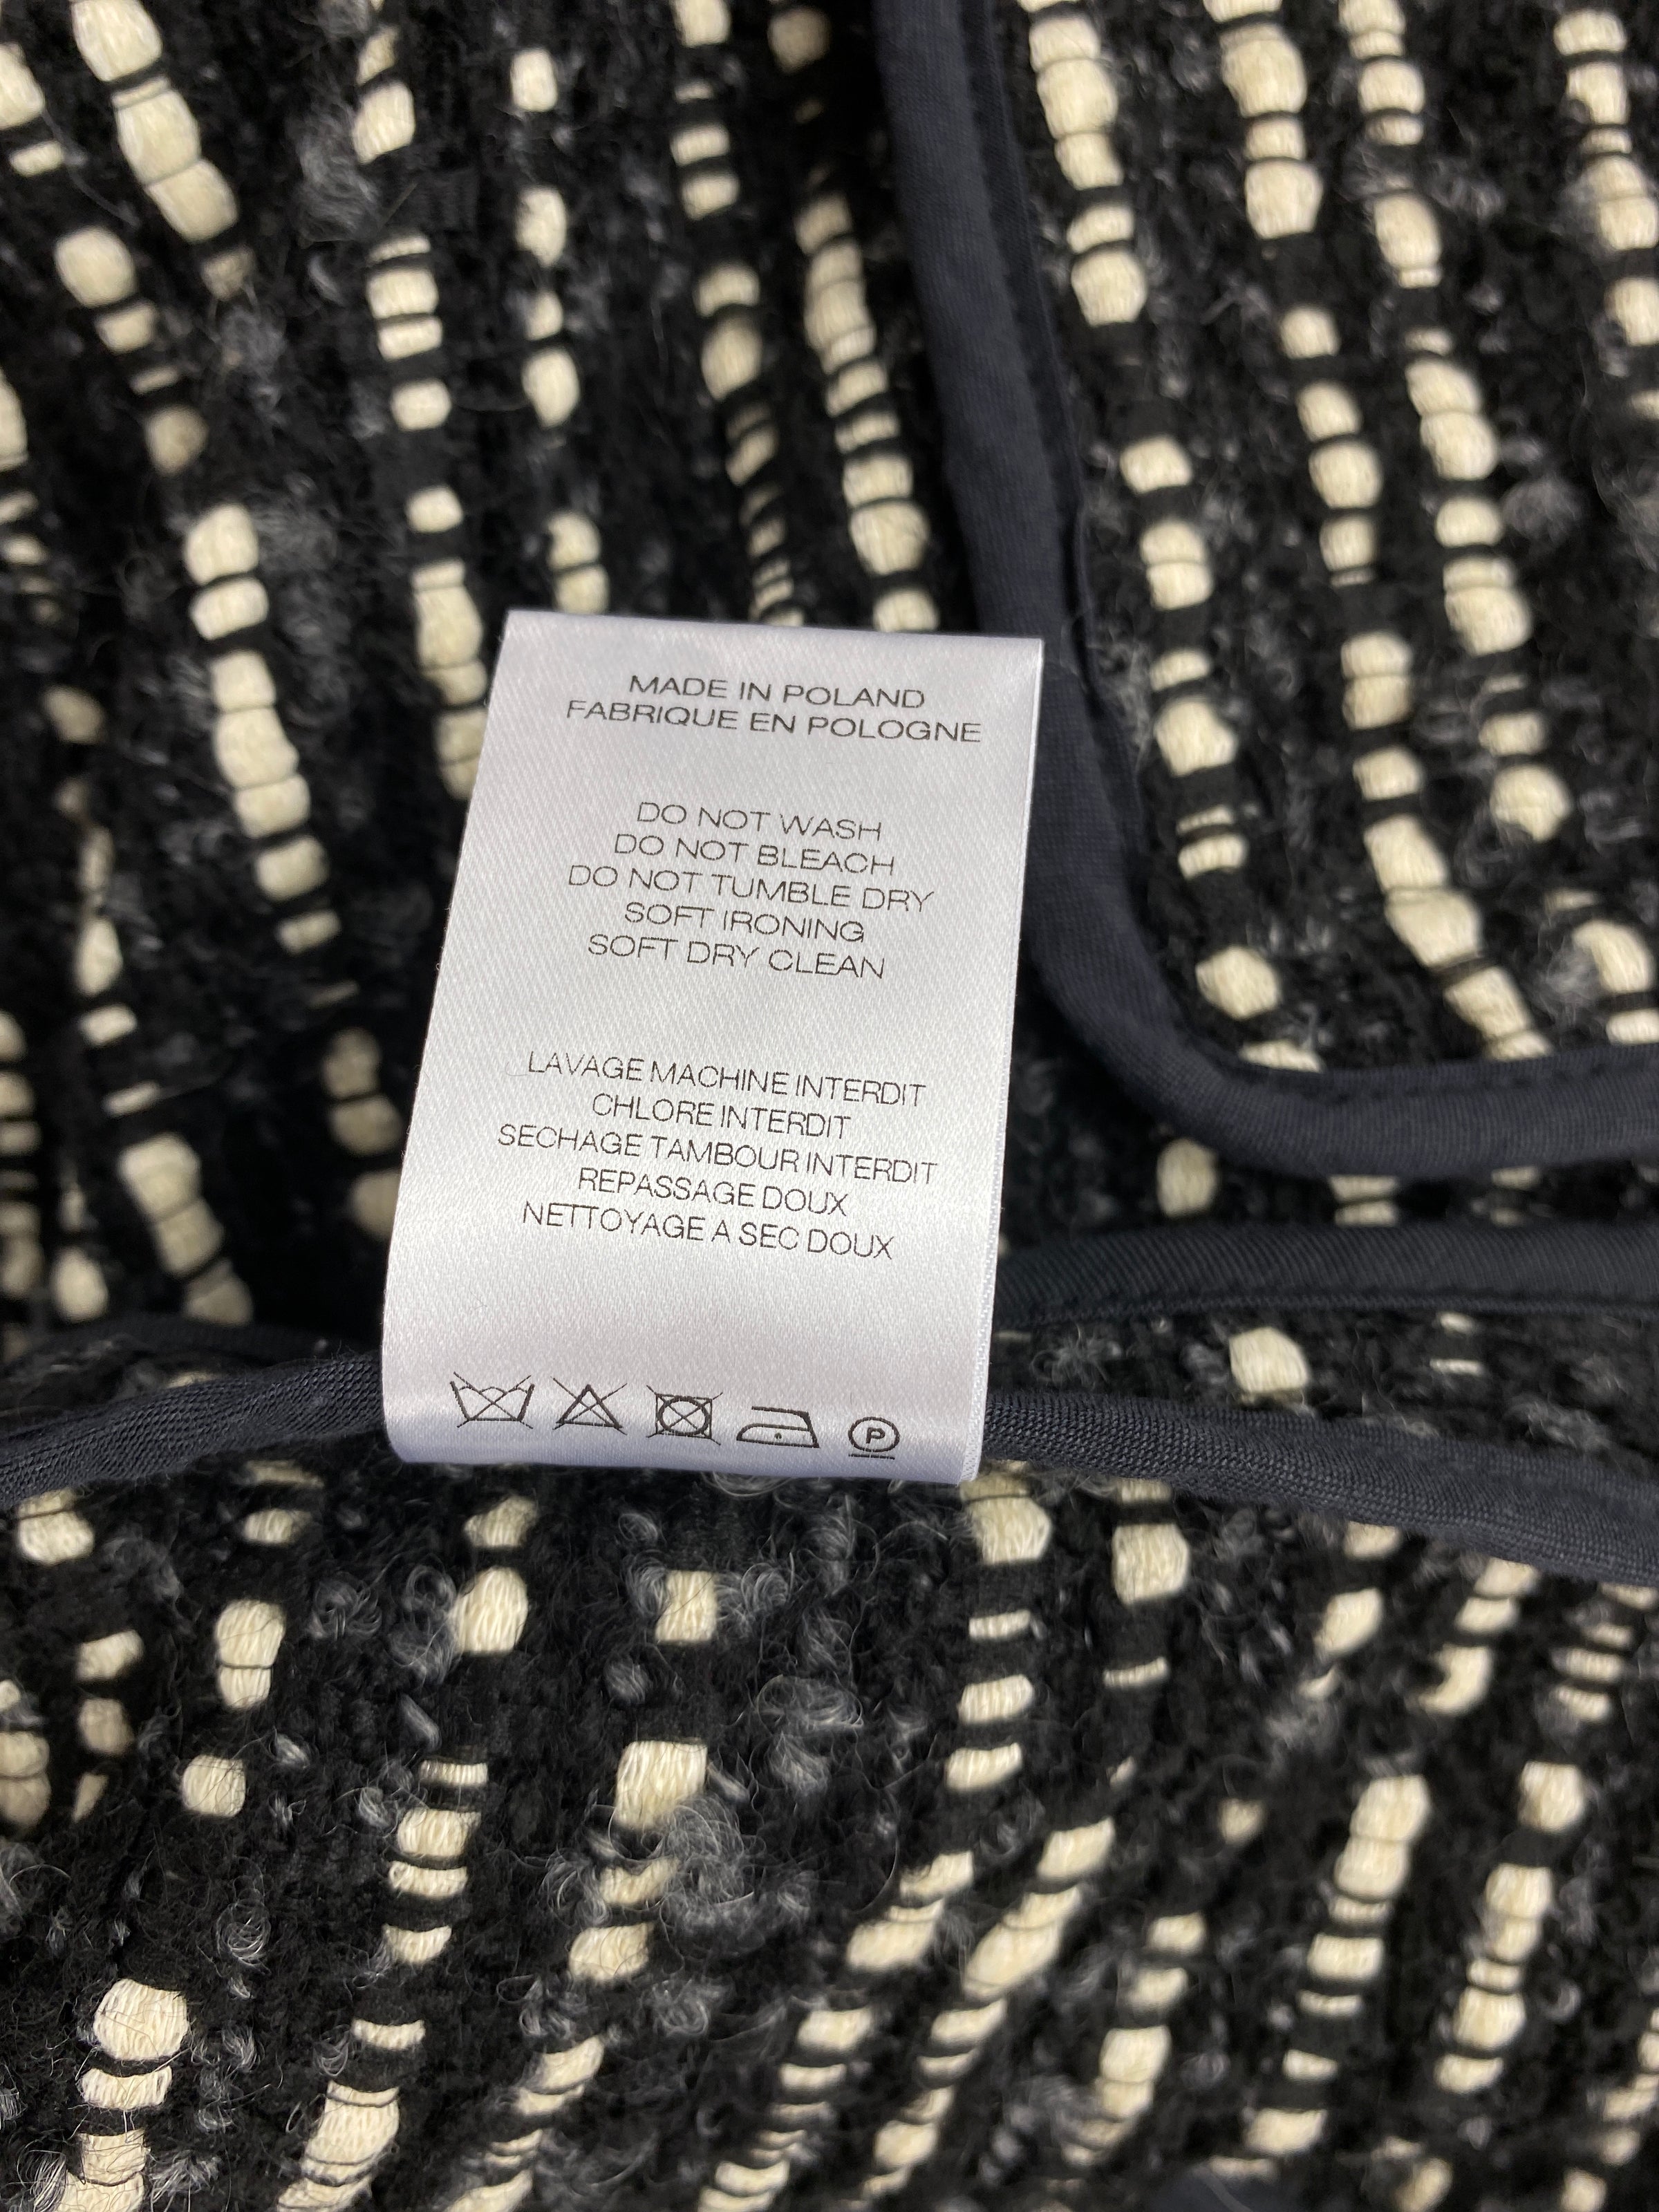 MADE IN POLAND
FABRIQUE EN POLOGNE
DO NOT WASH
DO NOT BLEACH
DO NOT TUMBLE DRY
SOFT IRONING
SOFT DRY CLEAN
LAVAGE MACHINE INTERDIT
CHLORE INTERDIT
SECHAGE TAMBOUR INTERDIT
REPASSAGE DOUX
NETTOYAGE A SEC DOUX
P